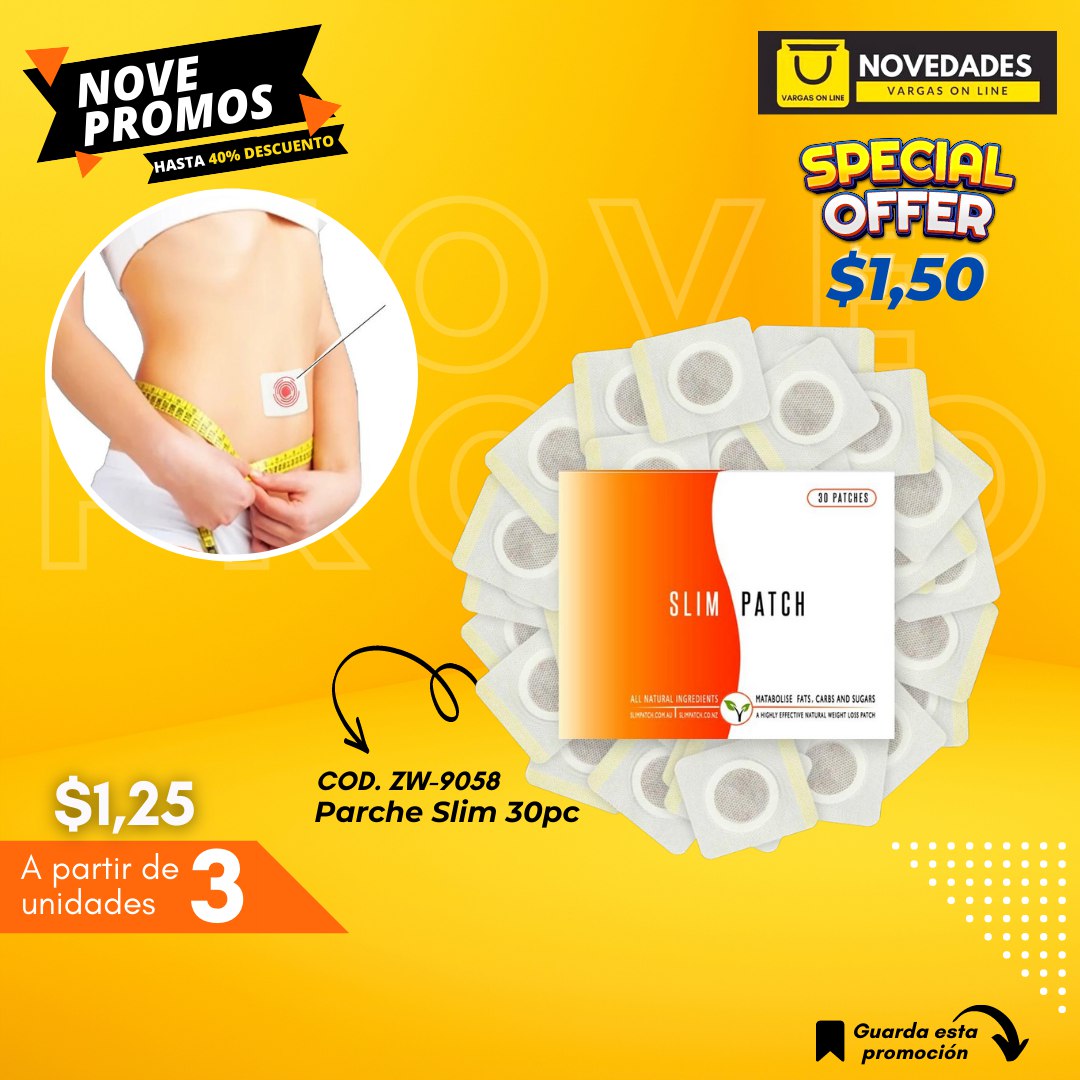 NOVE
PROMOS
HASTA 40% DESCUENTO
VARGAS ON LINE
NOVEDADES
VARGAS ON LINE
SPECIAL
OFFER
$1,50
NOVE
PROMO
30 PATCHES
SLIM PATCH
ALL NATURAL INGREDIENTS
SLIMPATCH.COM.AU | SLIMPATCH.CO.NZ
MATABOLISE FATS, CARBS AND SUGARS
A HIGHLY EFFECTIVE NATURAL WEIGHT LOSS PATCH
COD. ZW-9058
Parche Slim 30pc
$1,25
A partir de 3
unidades
Guarda esta
promoción